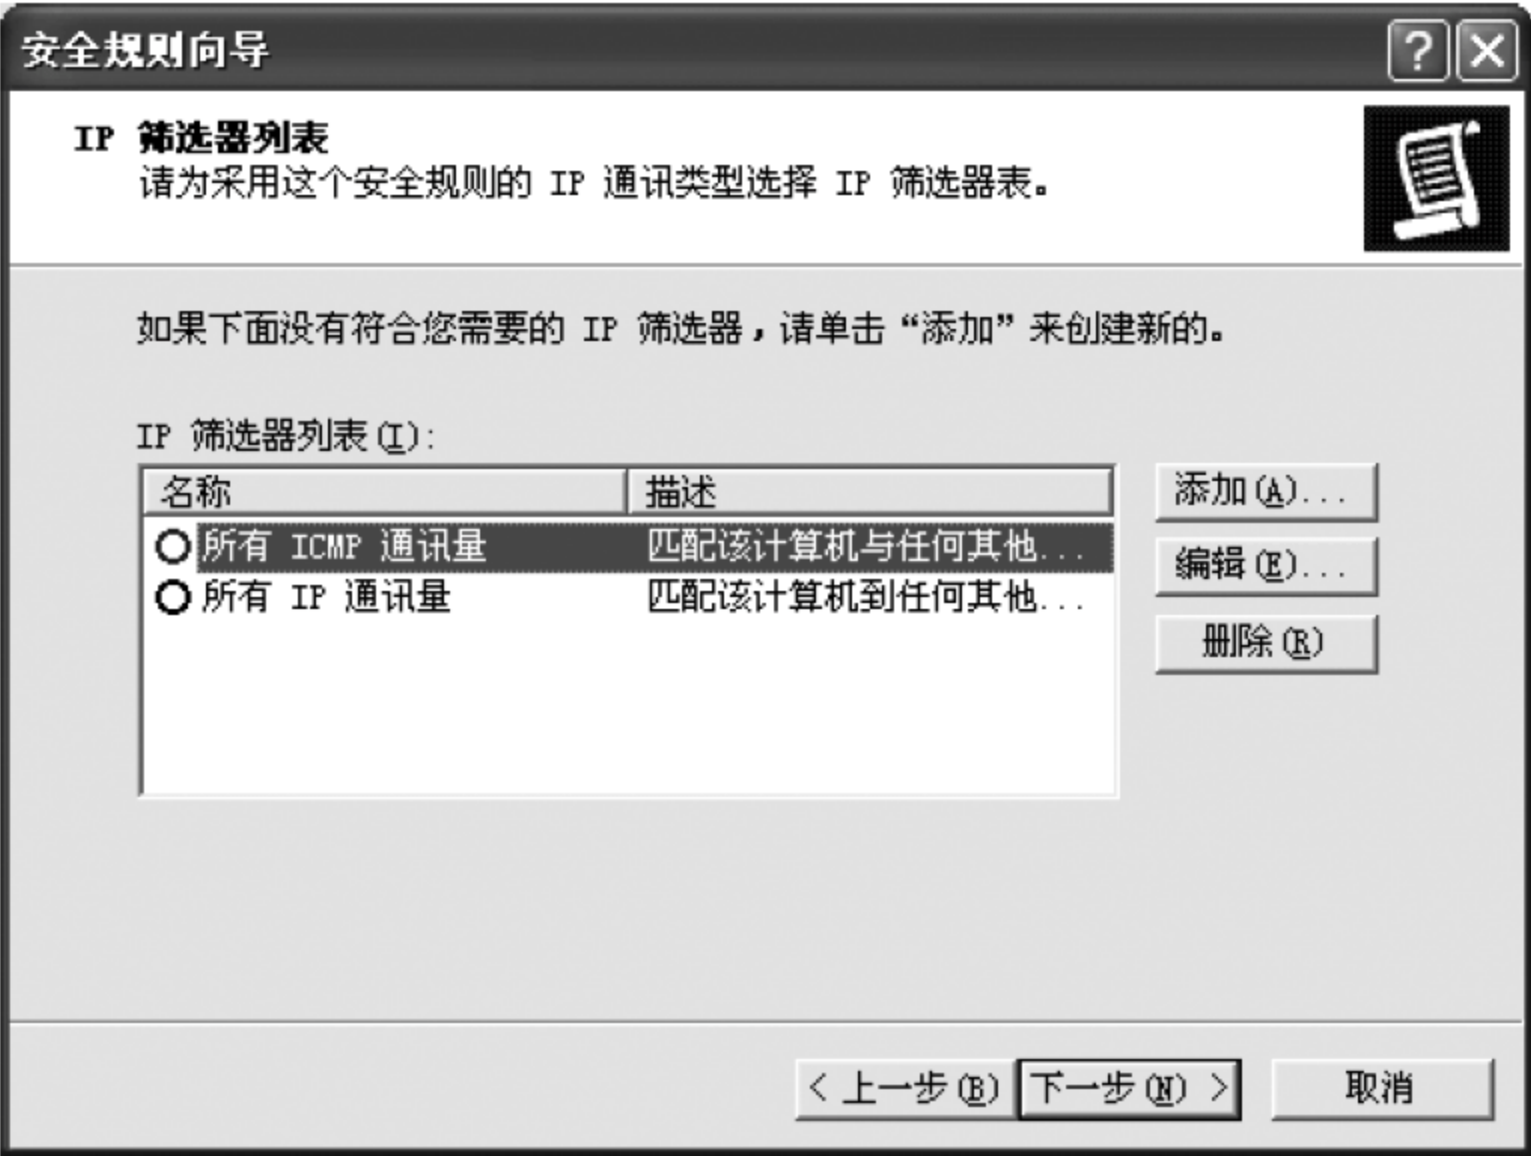 安全规则向导
IP 筛选器列表
请为采用这个安全规则的 IP 通讯类型选择 IP 筛选器表。
如果下面没有符合您需要的 IP 筛选器，请单击“添加”来创建新的。
IP 筛选器列表(I):
名称 描述
所有 ICMP 通讯量 匹配该计算机与任何其他...
所有 IP 通讯量 匹配该计算机到任何其他...
添加(A)...
编辑(E)...
删除(R)
< 上一步(B) 下一步(N) > 取消